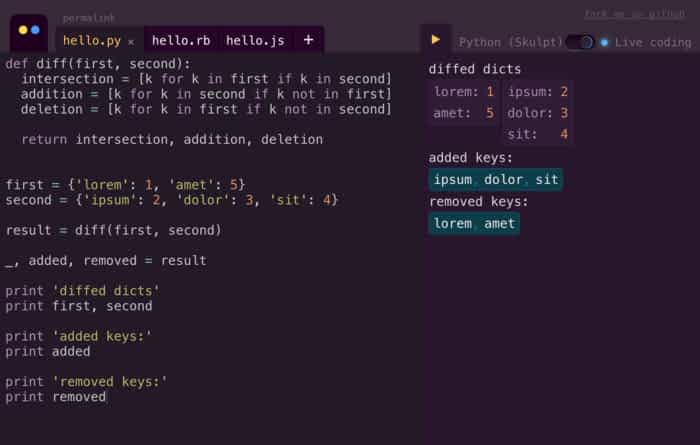 permalink
fork me on github
hello.py × hello.rb hello.js +
Python (Skulpt) Live coding
def diff(first, second):
  intersection = [k for k in first if k in second]
  addition = [k for k in second if k not in first]
  deletion = [k for k in first if k not in second]
  return intersection, addition, deletion
first = {'lorem': 1, 'amet': 5}
second = {'ipsum': 2, 'dolor': 3, 'sit': 4}
result = diff(first, second)
_, added, removed = result
print 'diffed dicts'
print first, second
print 'added keys:'
print added
print 'removed keys:'
print removed
diffed dicts
lorem: 1 ipsum: 2
amet: 5 dolor: 3
sit: 4
added keys:
ipsum, dolor, sit
removed keys:
lorem, amet